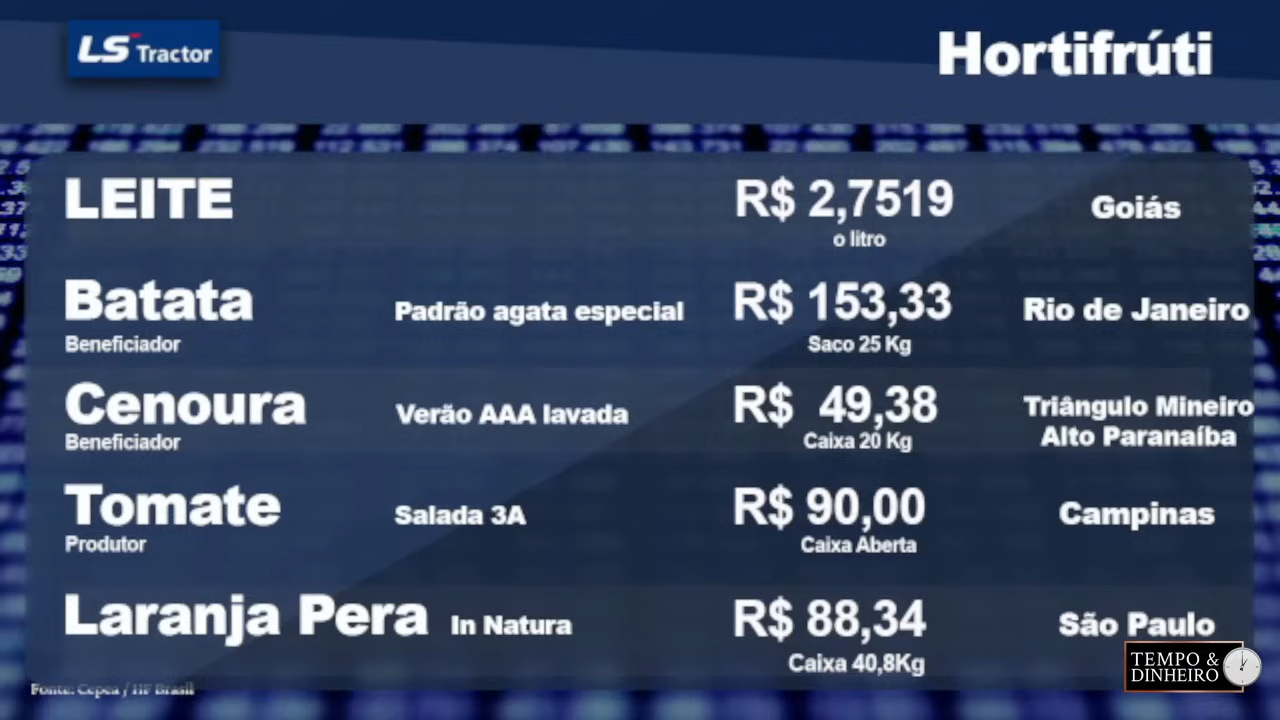 LS Tractor
Hortifrúti
LEITE R$ 2,7519 Goiás
o litro
Batata Padrão agata especial R$ 153,33 Rio de Janeiro
Beneficiador Saco 25 Kg
Cenoura Verão AAA lavada R$ 49,38 Triângulo Mineiro
Beneficiador Caixa 20 Kg Alto Paranaíba
Tomate Salada 3A R$ 90,00 Campinas
Produtor Caixa Aberta
Laranja Pera In Natura R$ 88,34 São Paulo
Caixa 40,8Kg
Fonte: Cepea / HF Brasil
TEMPO &
DINHEIRO